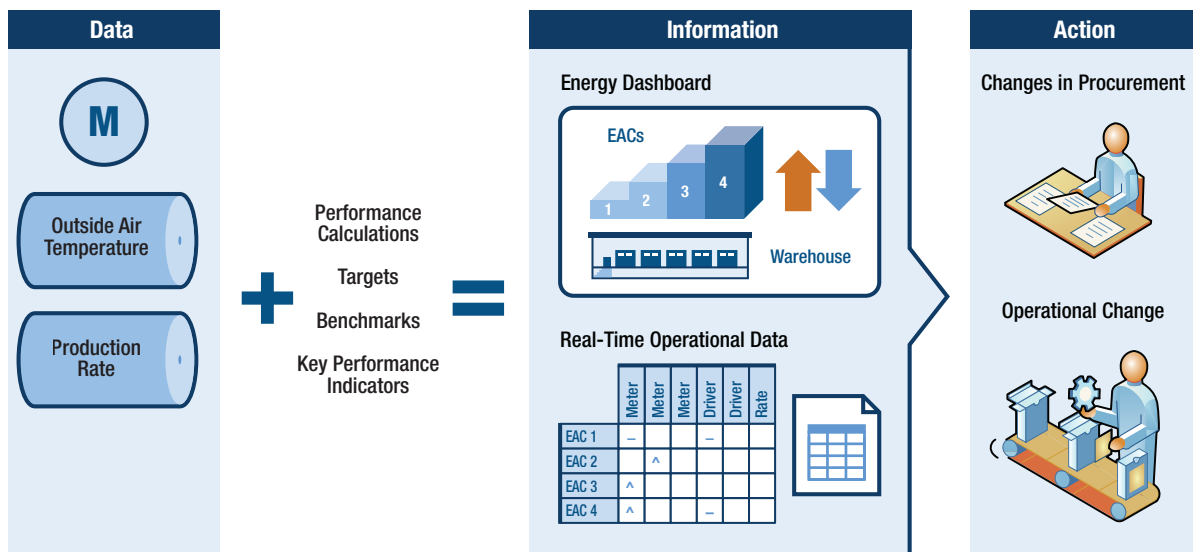 Data
M
Outside Air
Temperature
Production
Rate
Performance
Calculations
Targets
Benchmarks
Key Performance
Indicators
Information
Energy Dashboard
EACs
1
2
3
4
Warehouse
Real-Time Operational Data
Meter
Meter
Meter
Driver
Driver
Rate
EAC 1 – –
EAC 2 ^
EAC 3 ^
EAC 4 ^ –
Action
Changes in Procurement
Operational Change